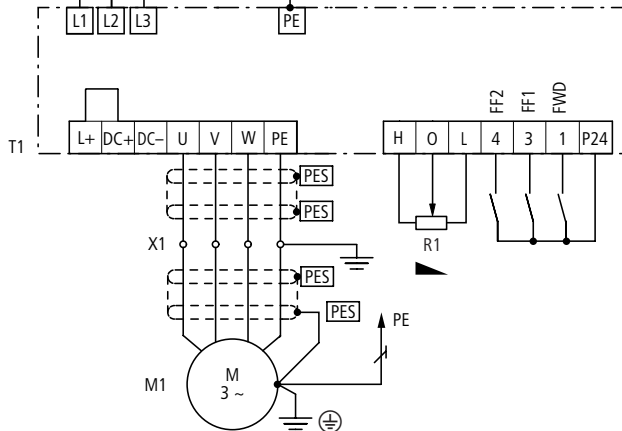 L1 L2 L3 PE
FF2 FF1 FWD
T1 L+ DC+ DC– U V W PE H O L 4 3 1 P24
PES
PES
X1 R1
PES
PES PE
M1 M
3 ~